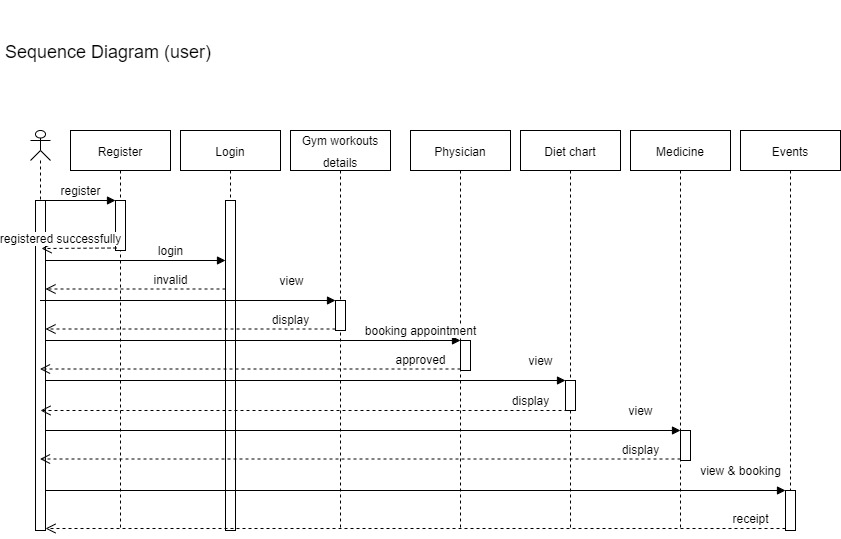 Sequence Diagram (user)
Register
Login
Gym workouts
details
Physician
Diet chart
Medicine
Events
register
registered successfully
login
invalid
view
display
booking appointment
approved
view
display
view
display
view & booking
receipt